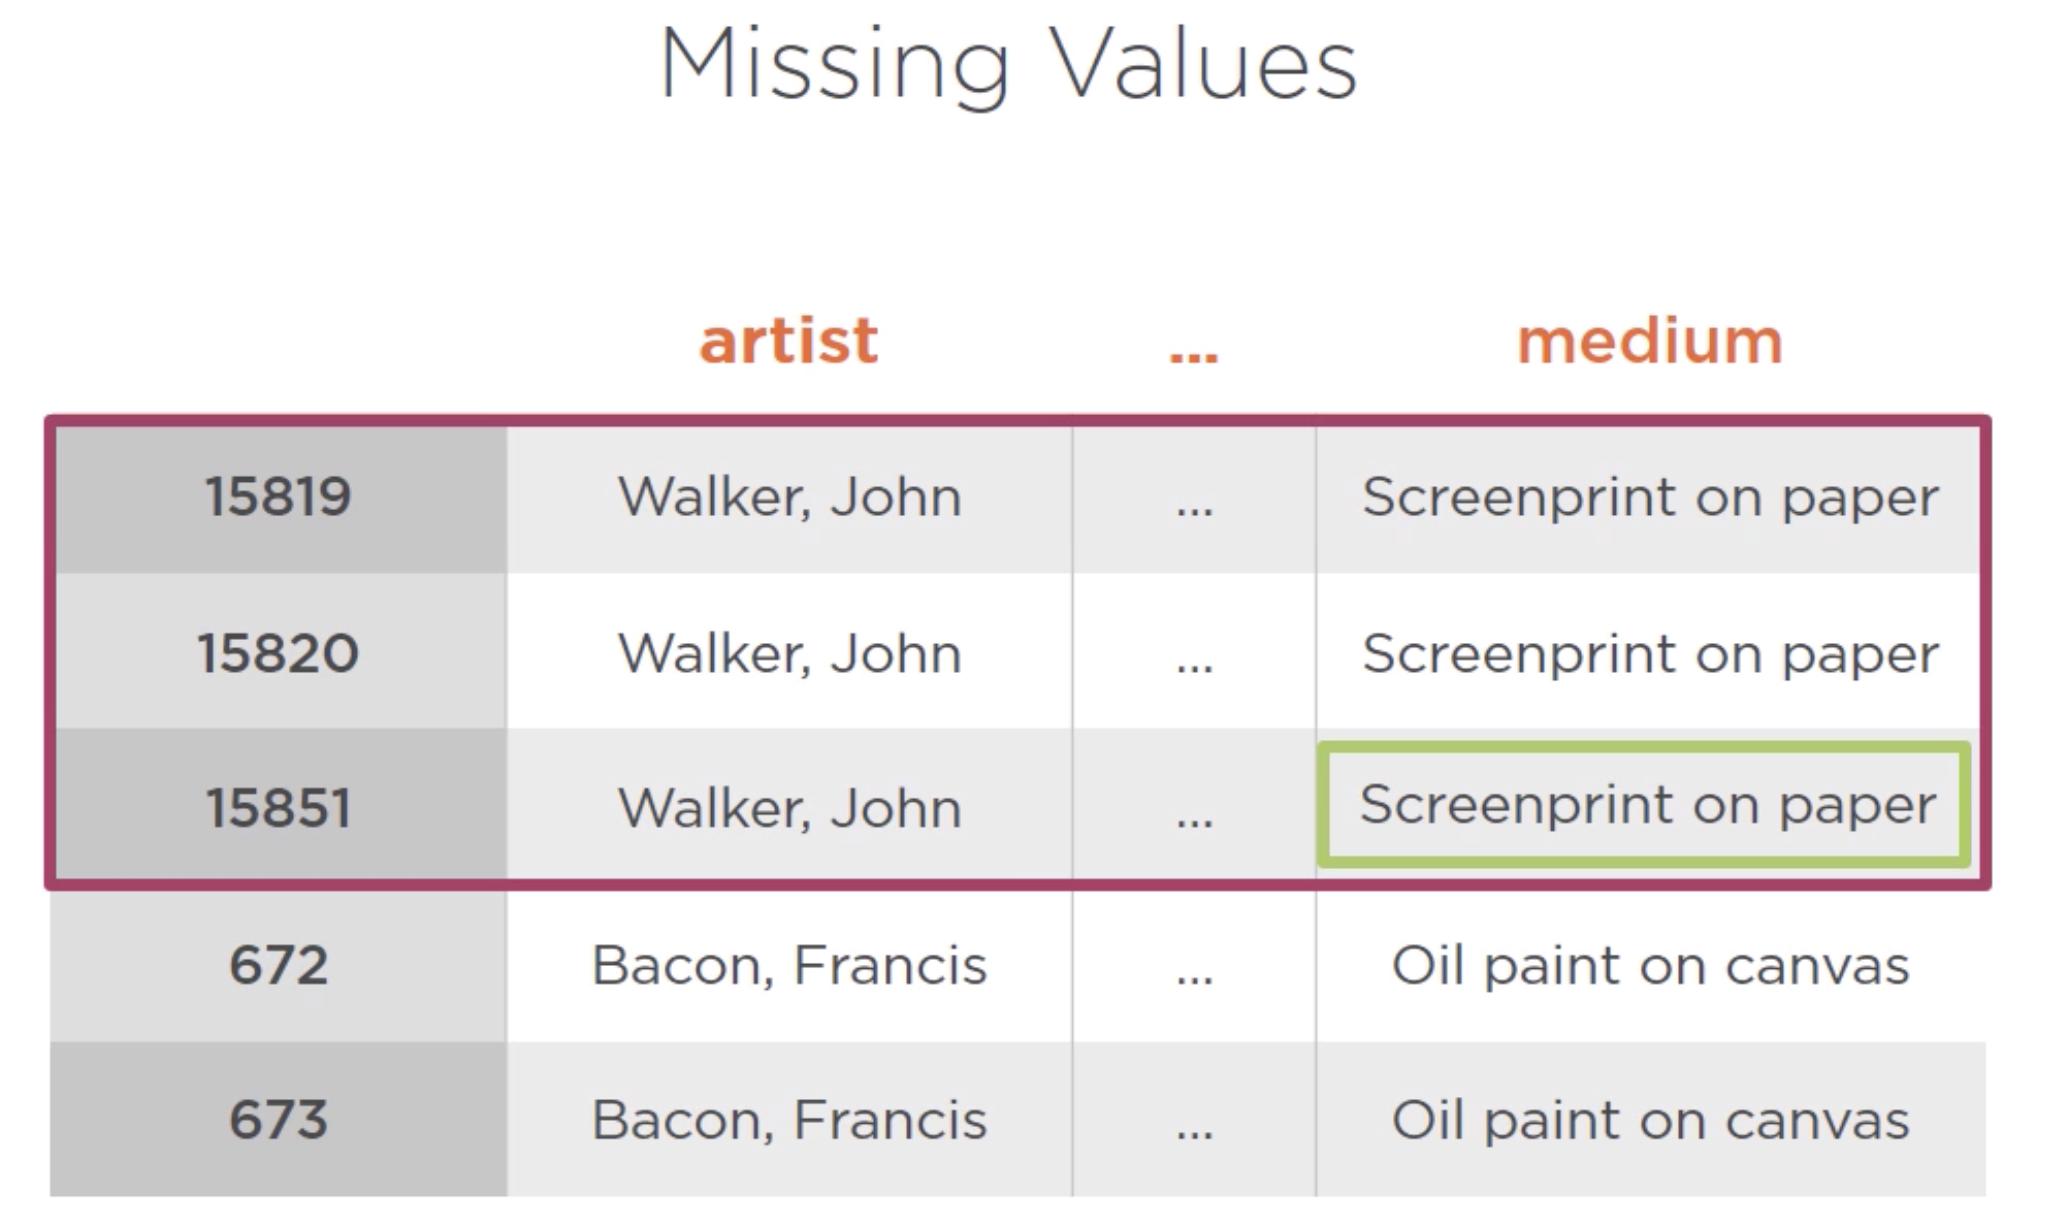 Missing Values
artist ... medium
15819 Walker, John ... Screenprint on paper
15820 Walker, John ... Screenprint on paper
15851 Walker, John ... Screenprint on paper
672 Bacon, Francis ... Oil paint on canvas
673 Bacon, Francis ... Oil paint on canvas